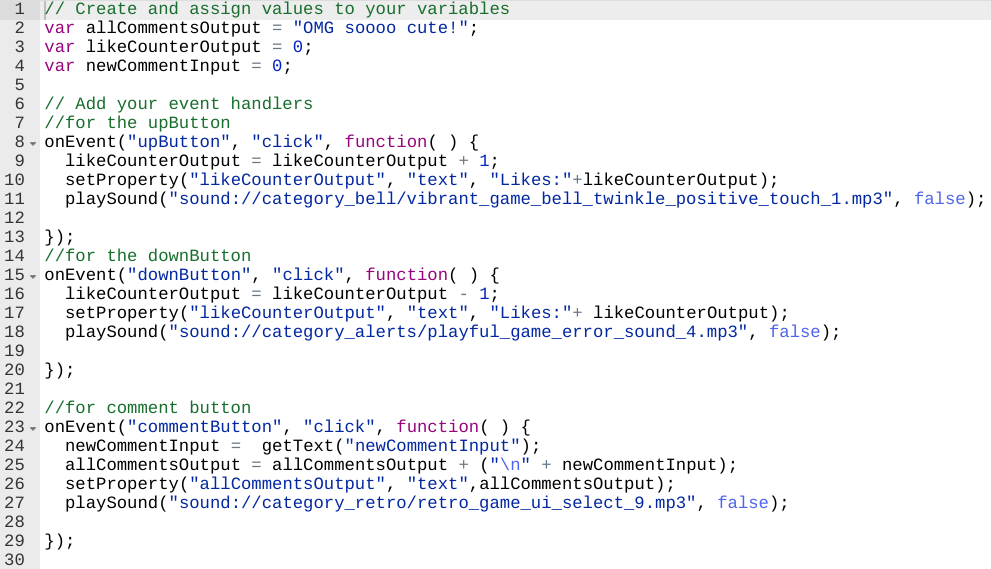 1 // Create and assign values to your variables
2 var allCommentsOutput = "OMG soooo cute!";
3 var likeCounterOutput = 0;
4 var newCommentInput = 0;
5
6 // Add your event handlers
7 //for the upButton
8 onEvent("upButton", "click", function( ) {
9   likeCounterOutput = likeCounterOutput + 1;
10   setProperty("likeCounterOutput", "text", "Likes:"+likeCounterOutput);
11   playSound("sound://category_bell/vibrant_game_bell_twinkle_positive_touch_1.mp3", false);
12
13 });
14 //for the downButton
15 onEvent("downButton", "click", function( ) {
16   likeCounterOutput = likeCounterOutput - 1;
17   setProperty("likeCounterOutput", "text", "Likes:"+ likeCounterOutput);
18   playSound("sound://category_alerts/playful_game_error_sound_4.mp3", false);
19
20 });
21
22 //for comment button
23 onEvent("commentButton", "click", function( ) {
24   newCommentInput =  getText("newCommentInput");
25   allCommentsOutput = allCommentsOutput + ("\n" + newCommentInput);
26   setProperty("allCommentsOutput", "text",allCommentsOutput);
27   playSound("sound://category_retro/retro_game_ui_select_9.mp3", false);
28
29 });
30